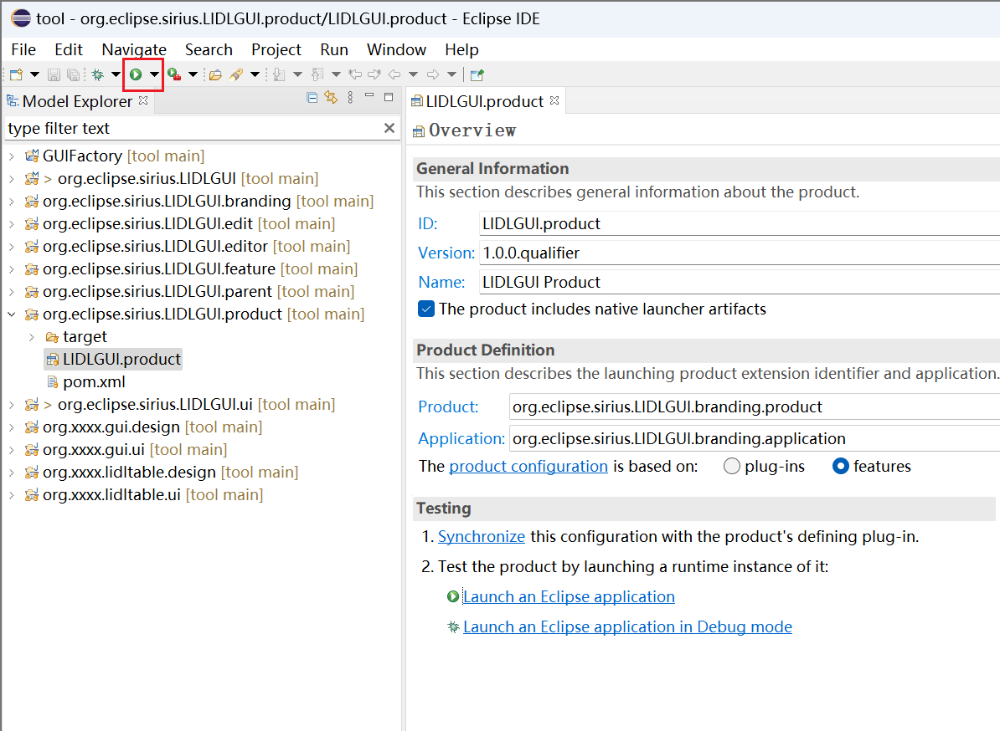 tool - org.eclipse.sirius.LIDLGUI.product/LIDLGUI.product - Eclipse IDE
File Edit Navigate Search Project Run Window Help
Model Explorer
type filter text
GUIFactory [tool main]
> org.eclipse.sirius.LIDLGUI [tool main]
org.eclipse.sirius.LIDLGUI.branding [tool main]
org.eclipse.sirius.LIDLGUI.edit [tool main]
org.eclipse.sirius.LIDLGUI.editor [tool main]
org.eclipse.sirius.LIDLGUI.feature [tool main]
org.eclipse.sirius.LIDLGUI.parent [tool main]
org.eclipse.sirius.LIDLGUI.product [tool main]
target
LIDLGUI.product
pom.xml
> org.eclipse.sirius.LIDLGUI.ui [tool main]
org.xxxx.gui.design [tool main]
org.xxxx.gui.ui [tool main]
org.xxxx.lidltable.design [tool main]
org.xxxx.lidltable.ui [tool main]
LIDLGUI.product
Overview
General Information
This section describes general information about the product.
ID: LIDLGUI.product
Version: 1.0.0.qualifier
Name: LIDLGUI Product
The product includes native launcher artifacts
Product Definition
This section describes the launching product extension identifier and application.
Product: org.eclipse.sirius.LIDLGUI.branding.product
Application: org.eclipse.sirius.LIDLGUI.branding.application
The product configuration is based on: plug-ins features
Testing
1. Synchronize this configuration with the product's defining plug-in.
2. Test the product by launching a runtime instance of it:
Launch an Eclipse application
Launch an Eclipse application in Debug mode